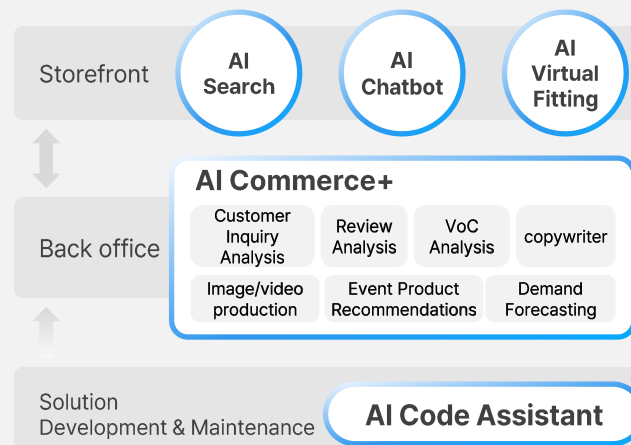 Storefront
AI
Search
AI
Chatbot
AI
Virtual
Fitting
AI Commerce+
Back office
Customer
Inquiry
Analysis
Review
Analysis
VoC
Analysis
copywriter
Image/video
production
Event Product
Recommendations
Demand
Forecasting
Solution
Development & Maintenance
AI Code Assistant